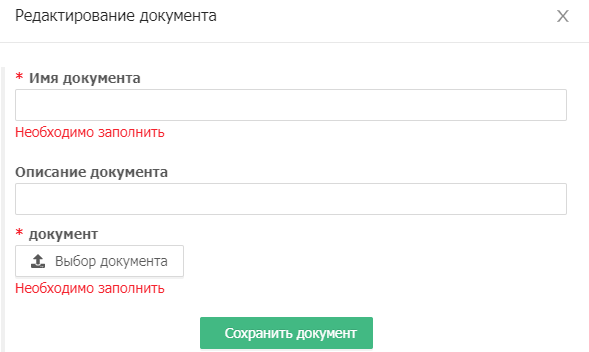 Редактирование документа
* Имя документа
Необходимо заполнить
Описание документа
* документ
Выбор документа
Необходимо заполнить
Сохранить документ